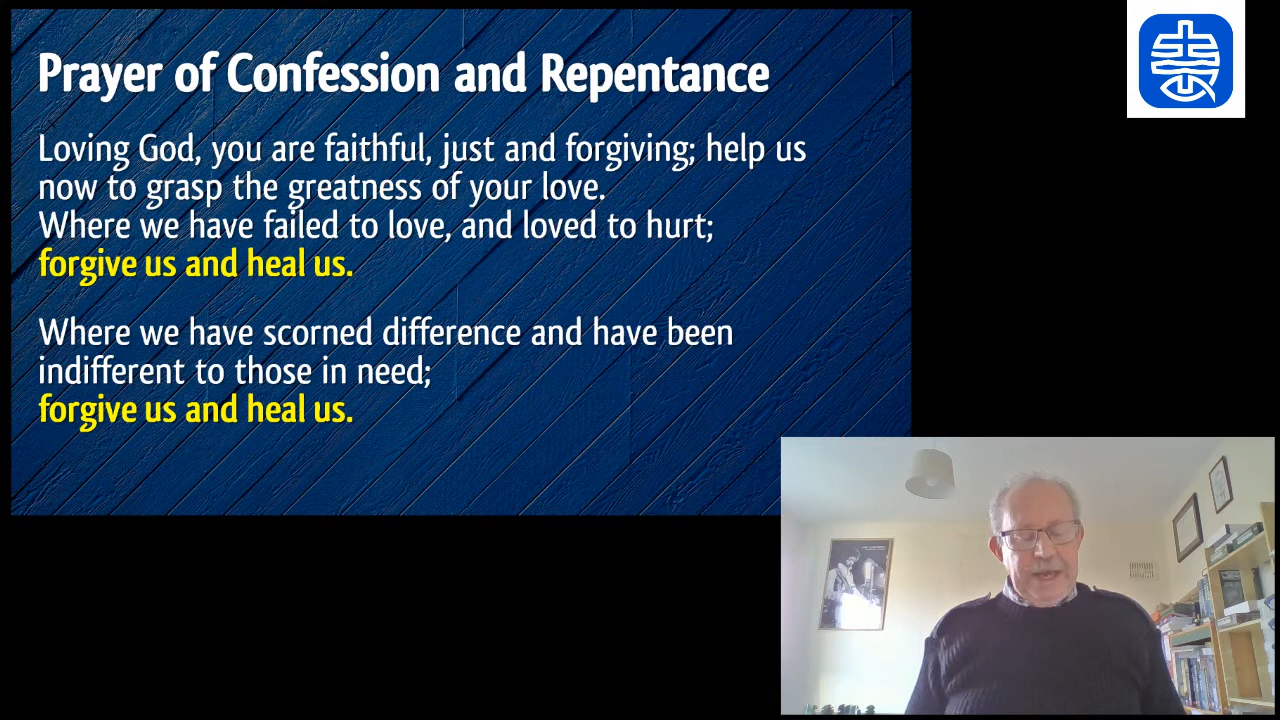 Prayer of Confession and Repentance
Loving God, you are faithful, just and forgiving; help us
now to grasp the greatness of your love.
Where we have failed to love, and loved to hurt;
forgive us and heal us.
Where we have scorned difference and have been
indifferent to those in need;
forgive us and heal us.